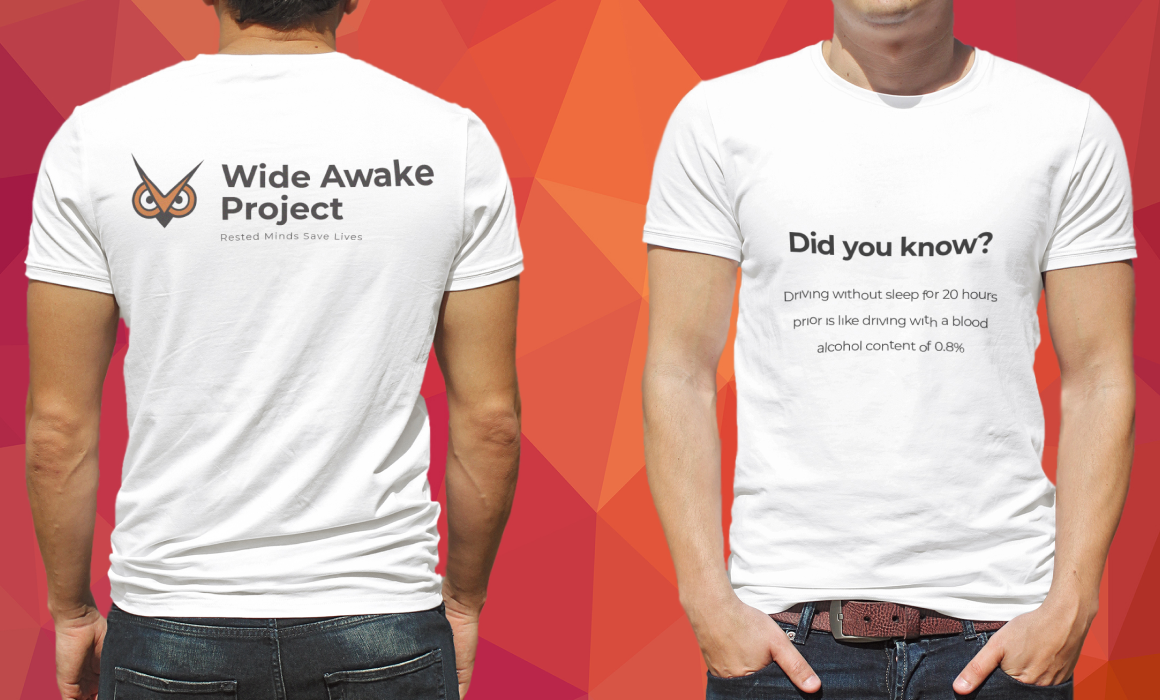 Wide Awake
Project
Rested Minds Save Lives
Did you know?
Driving without sleep for 20 hours
prior is like driving with a blood
alcohol content of 0.8%